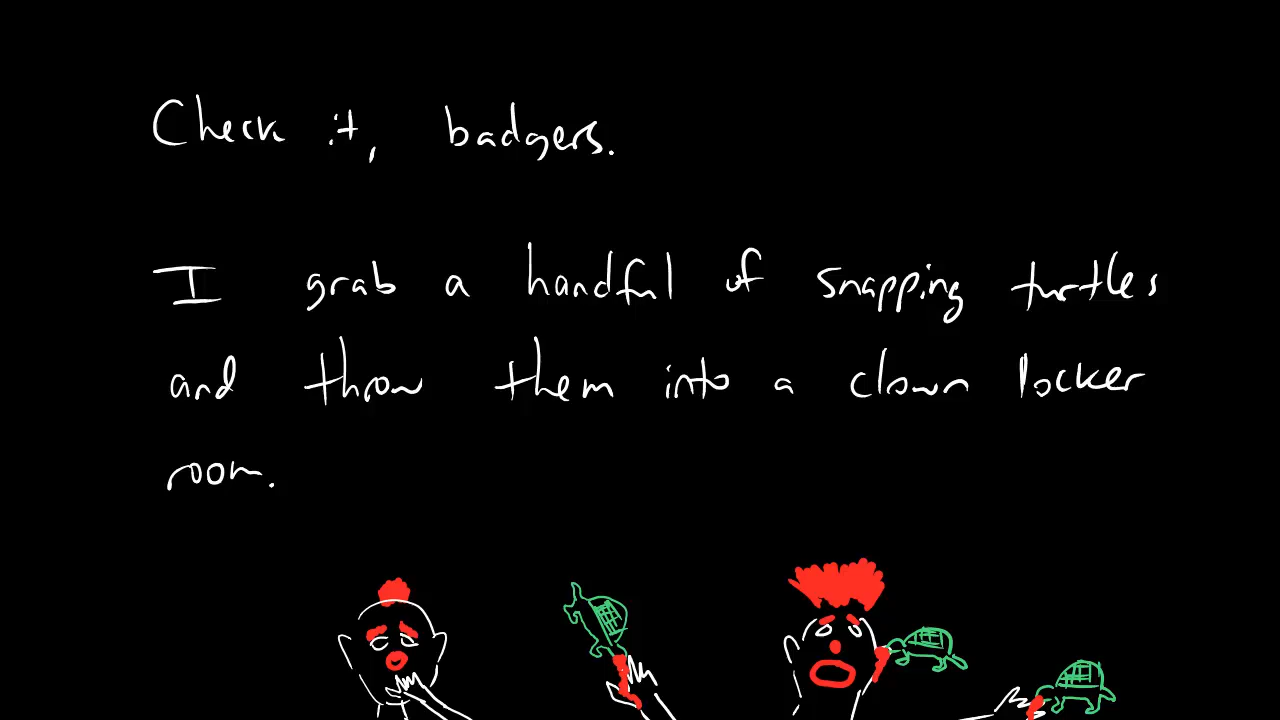 Check it, badgers.
I grab a handful of snapping turtles
and throw them into a clown locker
room.